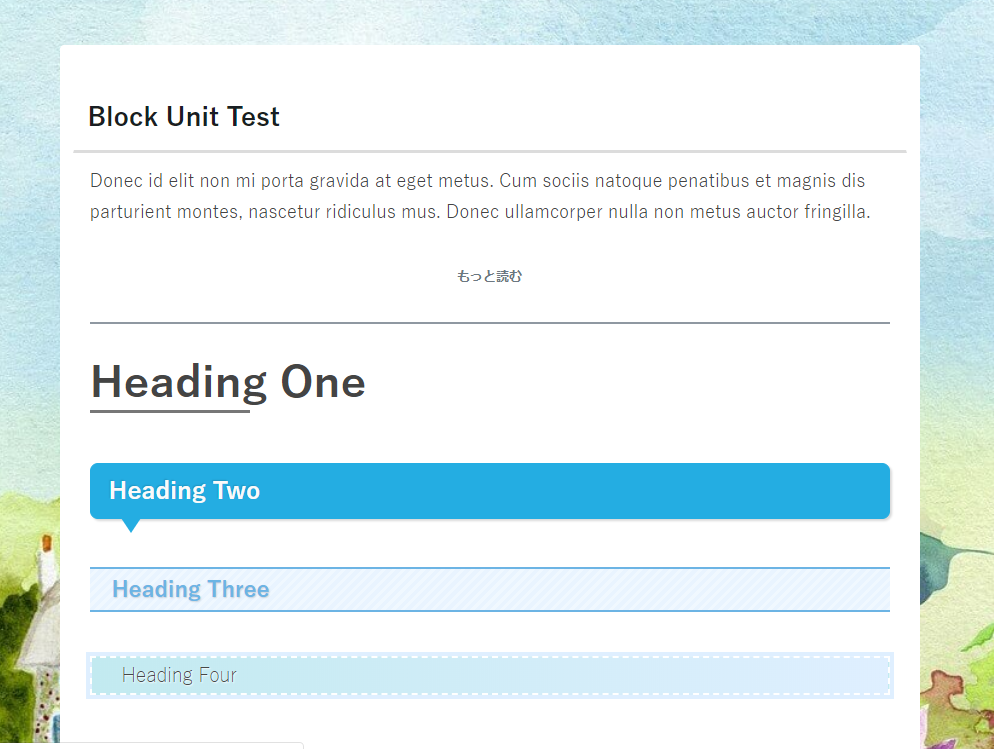 Block Unit Test
Donec id elit non mi porta gravida at eget metus. Cum sociis natoque penatibus et magnis dis
parturient montes, nascetur ridiculus mus. Donec ullamcorper nulla non metus auctor fringilla.
もっと読む
Heading One
Heading Two
Heading Three
Heading Four